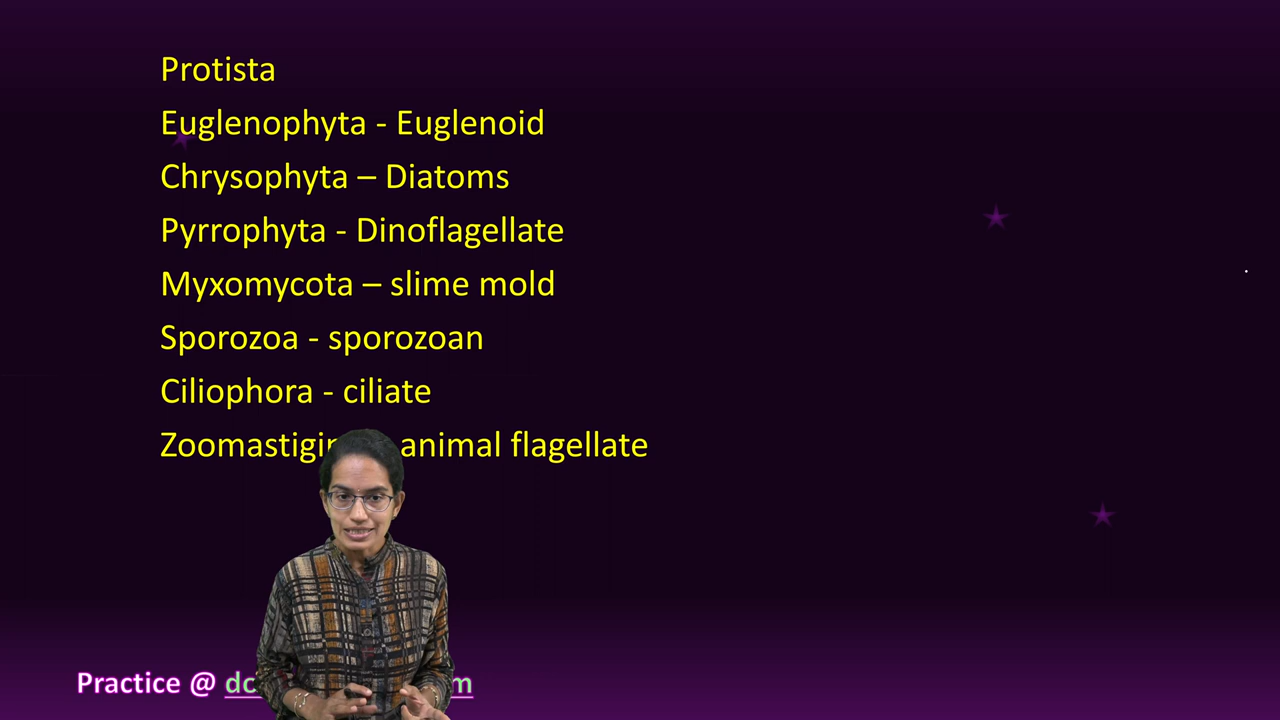 Protista
Euglenophyta - Euglenoid
Chrysophyta – Diatoms
Pyrrophyta - Dinoflagellate
Myxomycota – slime mold
Sporozoa - sporozoan
Ciliophora - ciliate
animal flagellate
Practice @